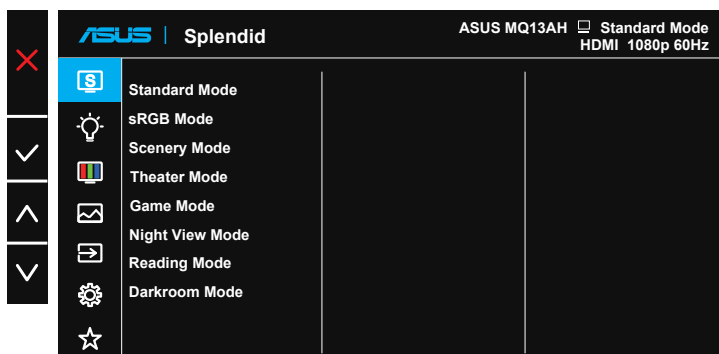 ASUS | Splendid
ASUS MQ13AH Standard Mode
HDMI 1080p 60Hz
S
Standard Mode
sRGB Mode
Scenery Mode
Theater Mode
Game Mode
Night View Mode
Reading Mode
Darkroom Mode